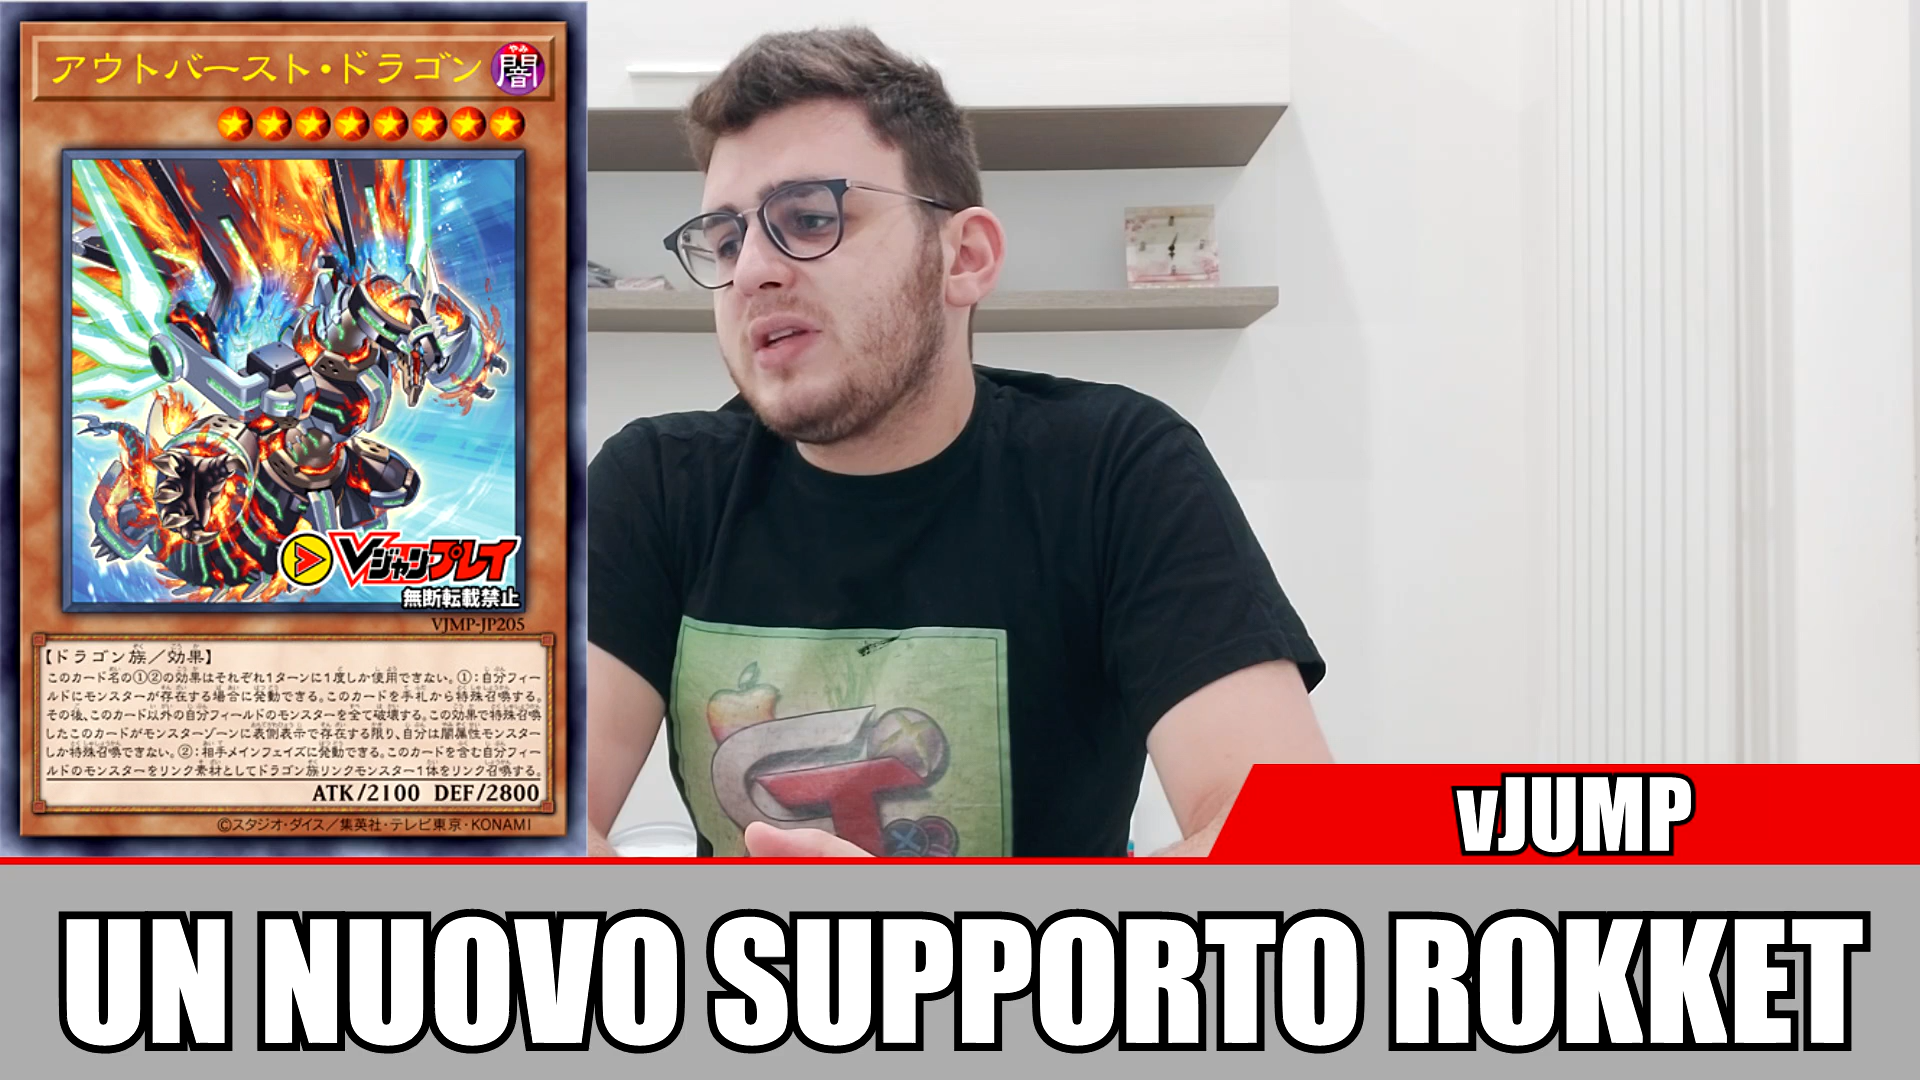 アウトバースト・ドラゴン
やみ
闇
Vジャンプレイ
無断転載禁止
VJMP-JP205
【ドラゴン族／効果】
このカード名の①②の効果はそれぞれ1ターンに1度しか使用できない。①：自分フィー
ルドにモンスターが存在する場合に発動できる。このカードを手札から特殊召喚する。
その後、このカード以外の自分フィールドのモンスターを全て破壊する。この効果で特殊召喚
したこのカードがモンスターゾーンに表側表示で存在する限り、自分は闇属性モンスター
しか特殊召喚できない。②：相手メインフェイズに発動できる。このカードを含む自分フィー
ルドのモンスターをリンク素材としてドラゴン族リンクモンスター1体をリンク召喚する。
ATK/2100 DEF/2800
©スタジオ・ダイス／集英社・テレビ東京・KONAMI
vJUMP
UN NUOVO SUPPORTO ROKKET